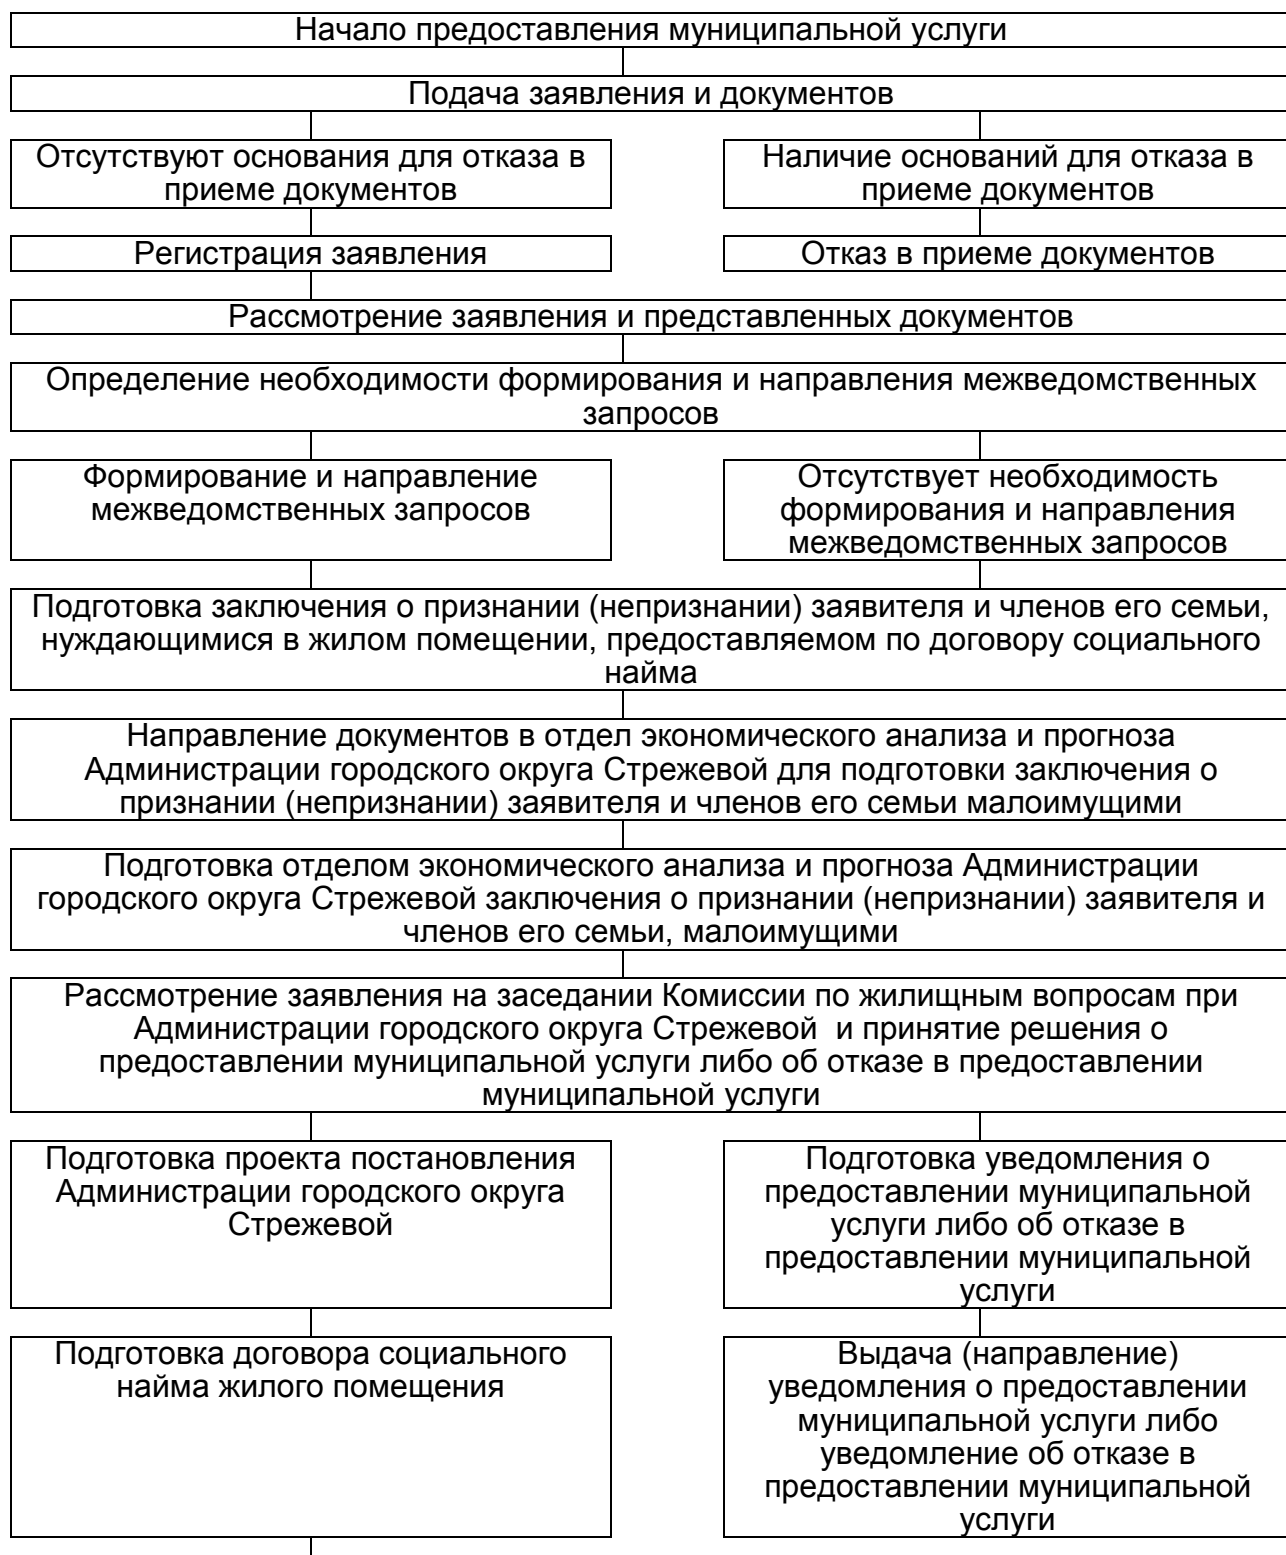 Начало предоставления муниципальной услуги
Подача заявления и документов
Отсутствуют основания для отказа в
приеме документов
Наличие оснований для отказа в
приеме документов
Регистрация заявления
Отказ в приеме документов
Рассмотрение заявления и представленных документов
Определение необходимости формирования и направления межведомственных
запросов
Формирование и направление
межведомственных запросов
Отсутствует необходимость
формирования и направления
межведомственных запросов
Подготовка заключения о признании (непризнании) заявителя и членов его семьи,
нуждающимися в жилом помещении, предоставляемом по договору социального
найма
Направление документов в отдел экономического анализа и прогноза
Администрации городского округа Стрежевой для подготовки заключения о
признании (непризнании) заявителя и членов его семьи малоимущими
Подготовка отделом экономического анализа и прогноза Администрации
городского округа Стрежевой заключения о признании (непризнании) заявителя и
членов его семьи, малоимущими
Рассмотрение заявления на заседании Комиссии по жилищным вопросам при
Администрации городского округа Стрежевой  и принятие решения о
предоставлении муниципальной услуги либо об отказе в предоставлении
муниципальной услуги
Подготовка проекта постановления
Администрации городского округа
Стрежевой
Подготовка уведомления о
предоставлении муниципальной
услуги либо об отказе в
предоставлении муниципальной
услуги
Подготовка договора социального
найма жилого помещения
Выдача (направление)
уведомления о предоставлении
муниципальной услуги либо
уведомление об отказе в
предоставлении муниципальной
услуги